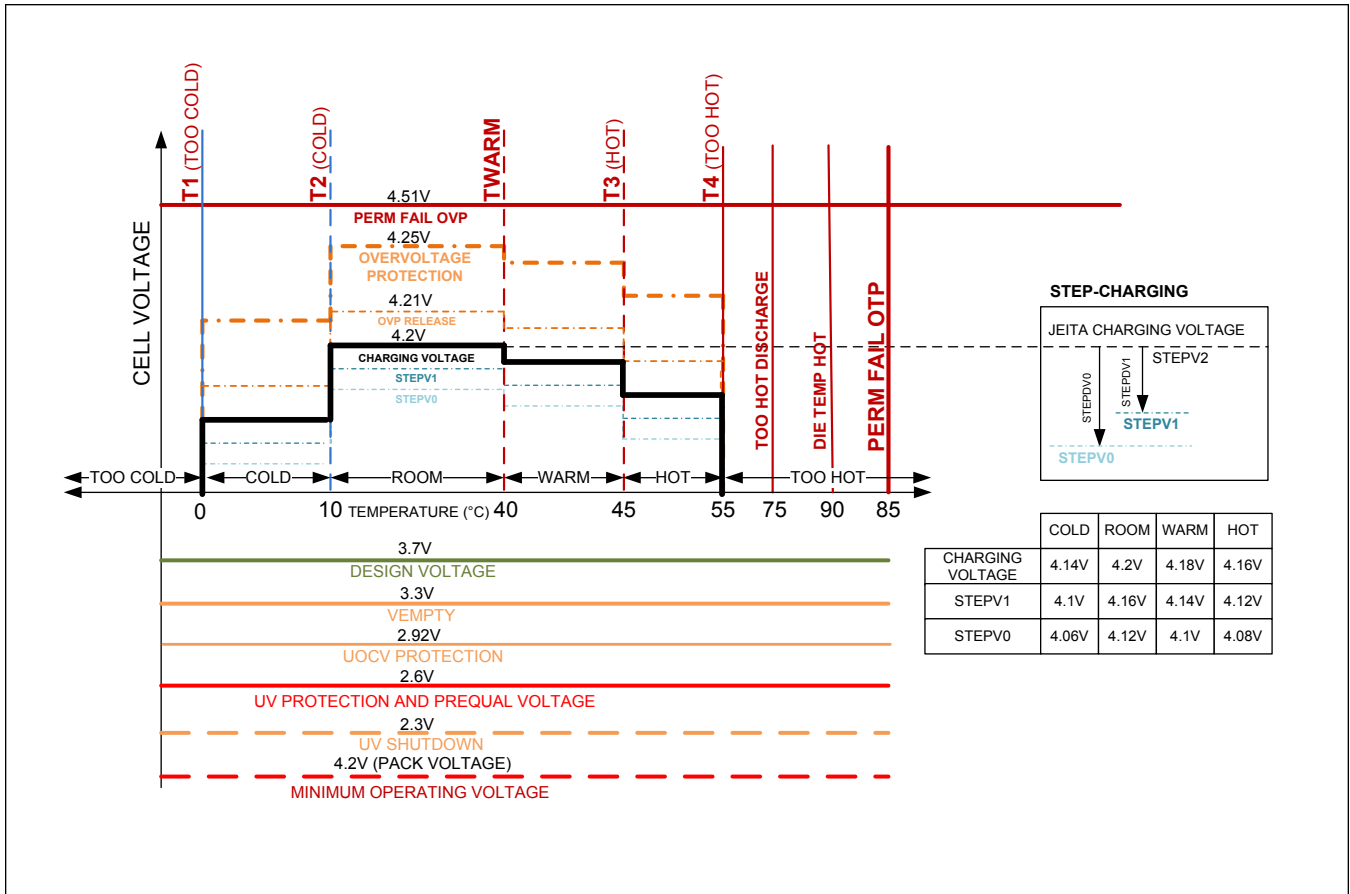 T1 (TOO COLD)
T2 (COLD)
TWARM
T3 (HOT)
T4 (TOO HOT)
CELL VOLTAGE
4.51V
PERM FAIL OVP
4.25V
OVERVOLTAGE
PROTECTION
4.21V
OVP RELEASE
4.2V
CHARGING VOLTAGE
STEPV1
STEPV0
TOO HOT DISCHARGE
DIE TEMP HOT
PERM FAIL OTP
TOO COLD
COLD
ROOM
WARM
HOT
TOO HOT
0
10
TEMPERATURE (°C)
40
45
55
75
90
85
STEP-CHARGING
JEITA CHARGING VOLTAGE
STEPV2
STEPDV0
STEPDV1
STEPV1
STEPV0
COLD ROOM WARM HOT
CHARGING
VOLTAGE
4.14V 4.2V 4.18V 4.16V
STEPV1 4.1V 4.16V 4.14V 4.12V
STEPV0 4.06V 4.12V 4.1V 4.08V
3.7V
DESIGN VOLTAGE
3.3V
VEMPTY
2.92V
UOCV PROTECTION
2.6V
UV PROTECTION AND PREQUAL VOLTAGE
2.3V
UV SHUTDOWN
4.2V (PACK VOLTAGE)
MINIMUM OPERATING VOLTAGE